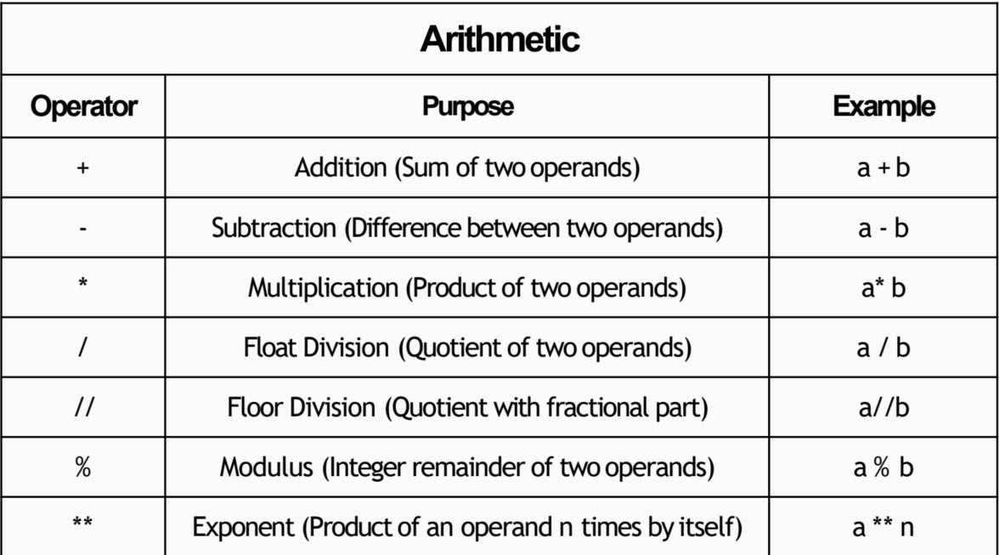 Arithmetic
Operator Purpose Example
+ Addition (Sum of two operands) a + b
- Subtraction (Difference between two operands) a - b
* Multiplication (Product of two operands) a* b
/ Float Division (Quotient of two operands) a / b
// Floor Division (Quotient with fractional part) a//b
% Modulus (Integer remainder of two operands) a % b
** Exponent (Product of an operand n times by itself) a ** n